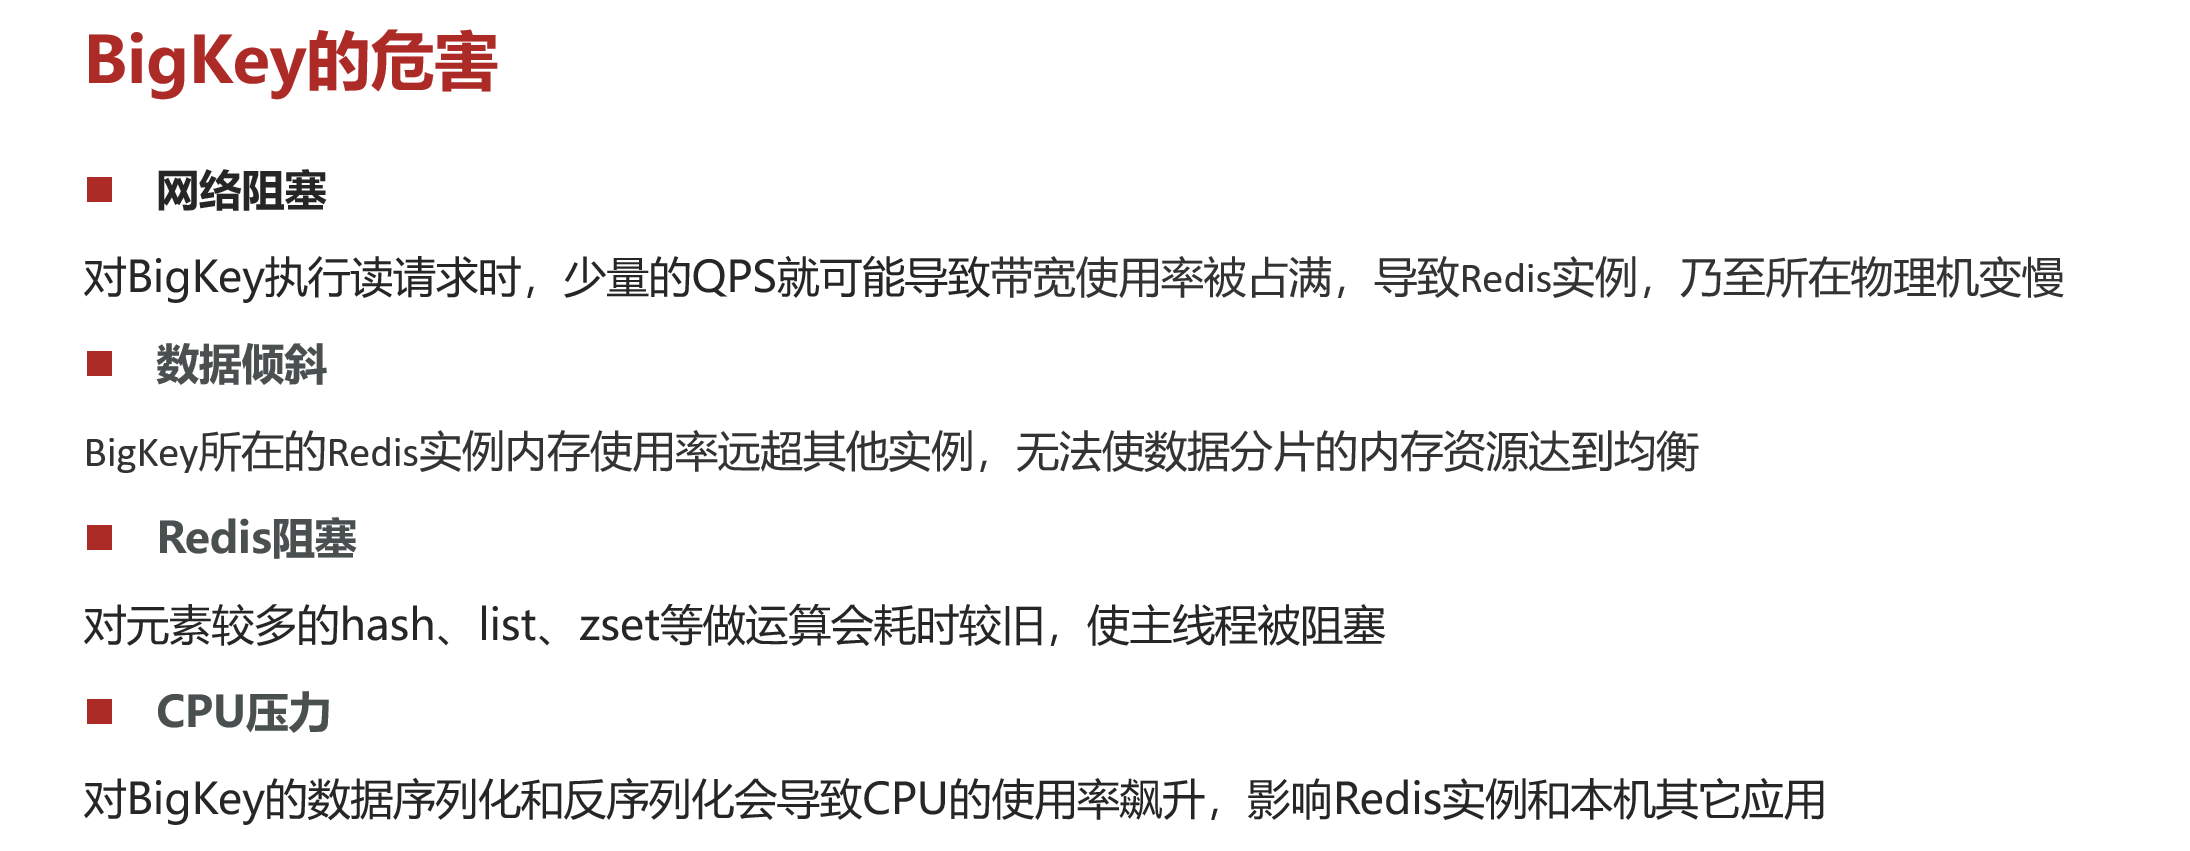 BigKey的危害
网络阻塞
对BigKey执行读请求时，少量的QPS就可能导致带宽使用率被占满，导致Redis实例，乃至所在物理机变慢
数据倾斜
BigKey所在的Redis实例内存使用率远超其他实例，无法使数据分片的内存资源达到均衡
Redis阻塞
对元素较多的hash、list、zset等做运算会耗时较旧，使主线程被阻塞
CPU压力
对BigKey的数据序列化和反序列化会导致CPU的使用率飙升，影响Redis实例和本机其它应用